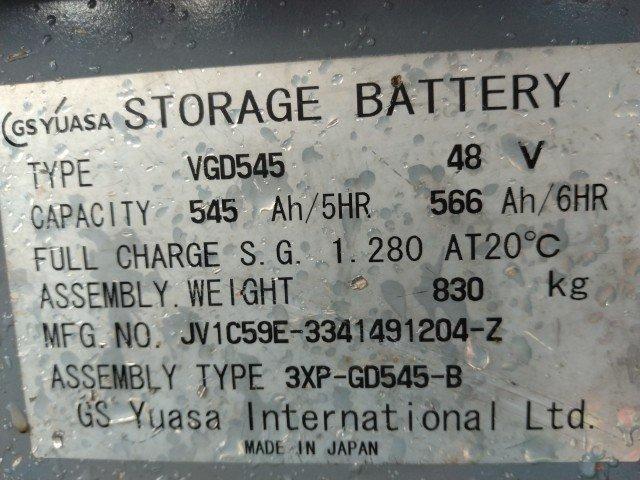 GS YUASA STORAGE BATTERY
TYPE VGD545 48 V
CAPACITY 545 Ah/5HR 566 Ah/6HR
FULL CHARGE S.G. 1.280 AT20°C
ASSEMBLY.WEIGHT 830 kg
MFG.NO. JV1C59E-3341491204-Z
ASSEMBLY TYPE 3XP-GD545-B
GS Yuasa International Ltd.
MADE IN JAPAN